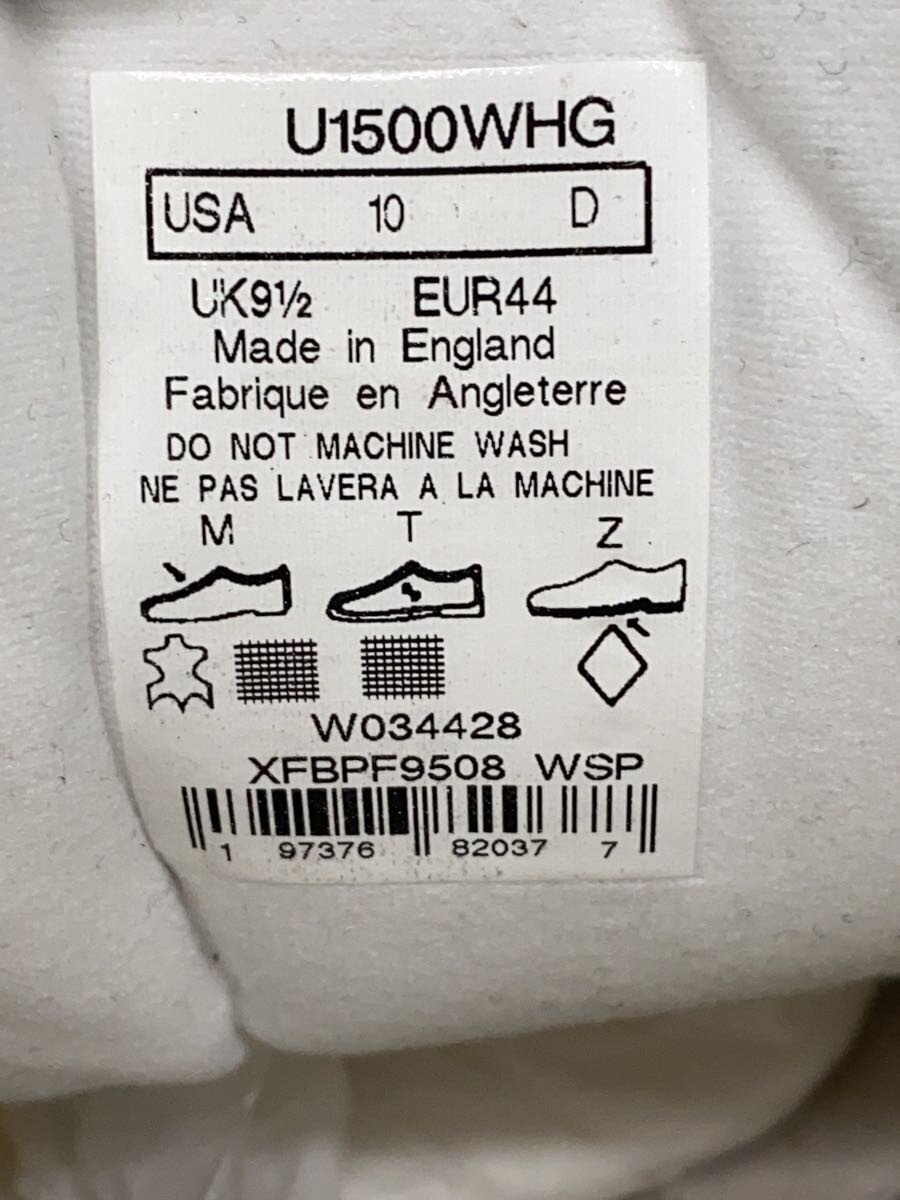 U1500WHG
USA 10 D
UK9½ EUR44
Made in England
Fabrique en Angleterre
DO NOT MACHINE WASH
NE PAS LAVERA A LA MACHINE
M T Z
W034428
XFBPF9508 WSP
1 97376 82037 7